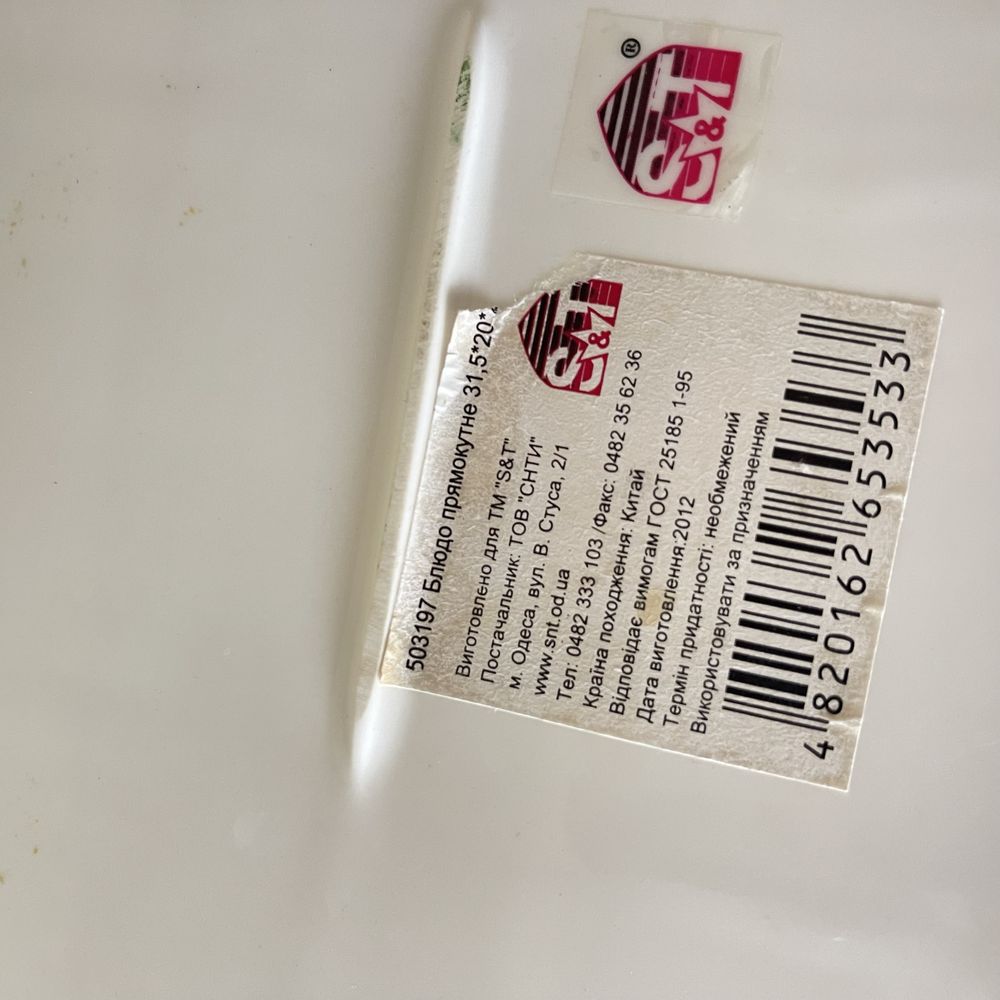 S&T ®
503197 Блюдо прямокутне 31,5*20*
S&T
Виготовлено для ТМ "S&T"
Постачальник: ТОВ "СНТИ"
м. Одеса, вул. В. Стуса, 2/1
www.snt.od.ua
Тел: 0482 333 103 /Факс: 0482 35 62 36
Країна походження: Китай
Відповідає вимогам ГОСТ 25185 1-95
Дата виготовлення:2012
Термін придатності: необмежений
Використовувати за призначенням
4 820162 653533